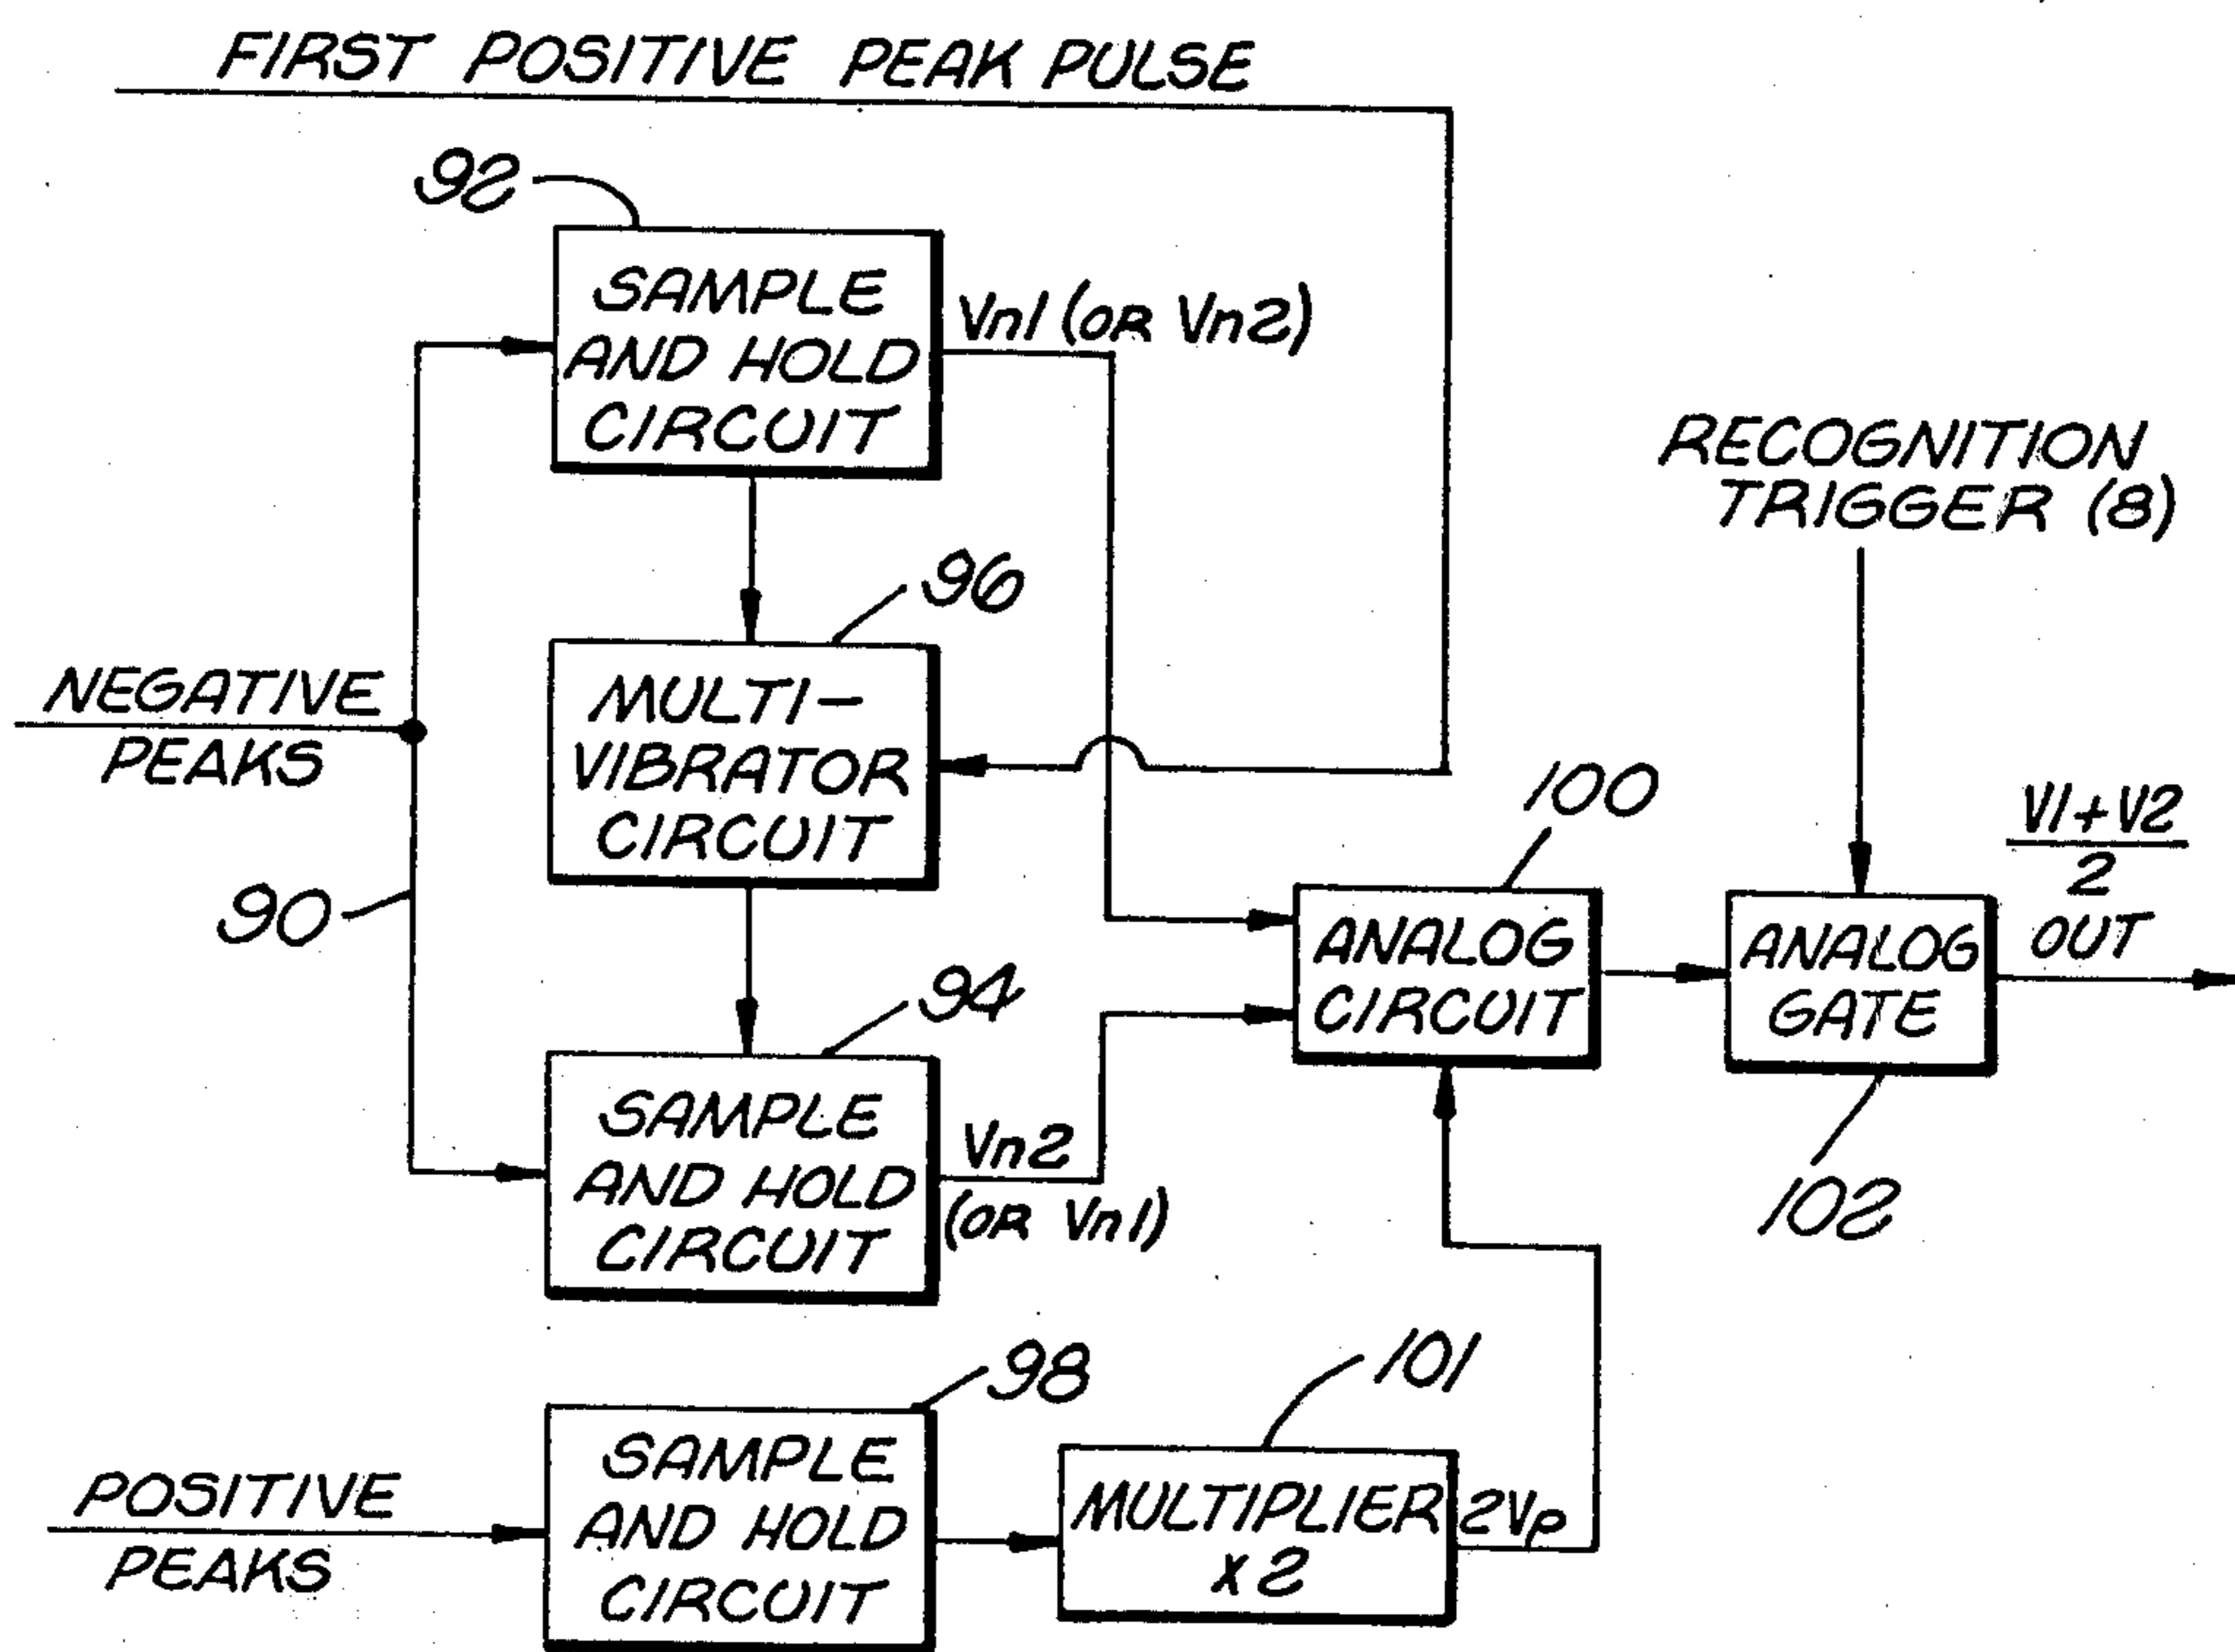 FIRST POSITIVE PEAK PULSE
92
SAMPLE
AND HOLD
CIRCUIT
Vn1 (OR Vn2)
RECOGNITION
TRIGGER (8)
96
NEGATIVE
PEAKS
MULTI-
VIBRATOR
CIRCUIT
100
V1+V2
2
OUT
90
ANALOG
CIRCUIT
ANALOG
GATE
94
SAMPLE
AND HOLD
CIRCUIT
Vn2
(OR Vn1)
102
98
101
POSITIVE
PEAKS
SAMPLE
AND HOLD
CIRCUIT
MULTIPLIER
x2
2Vp